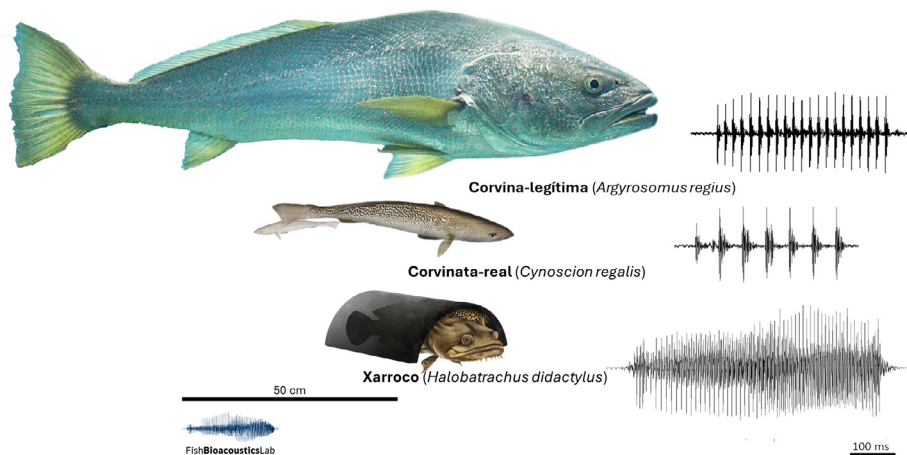 Corvina-legítima (Argyrosomus regius)
Corvinata-real (Cynoscion regalis)
Xarroco (Halobatrachus didactylus)
50 cm
FishBioacousticsLab
100 ms